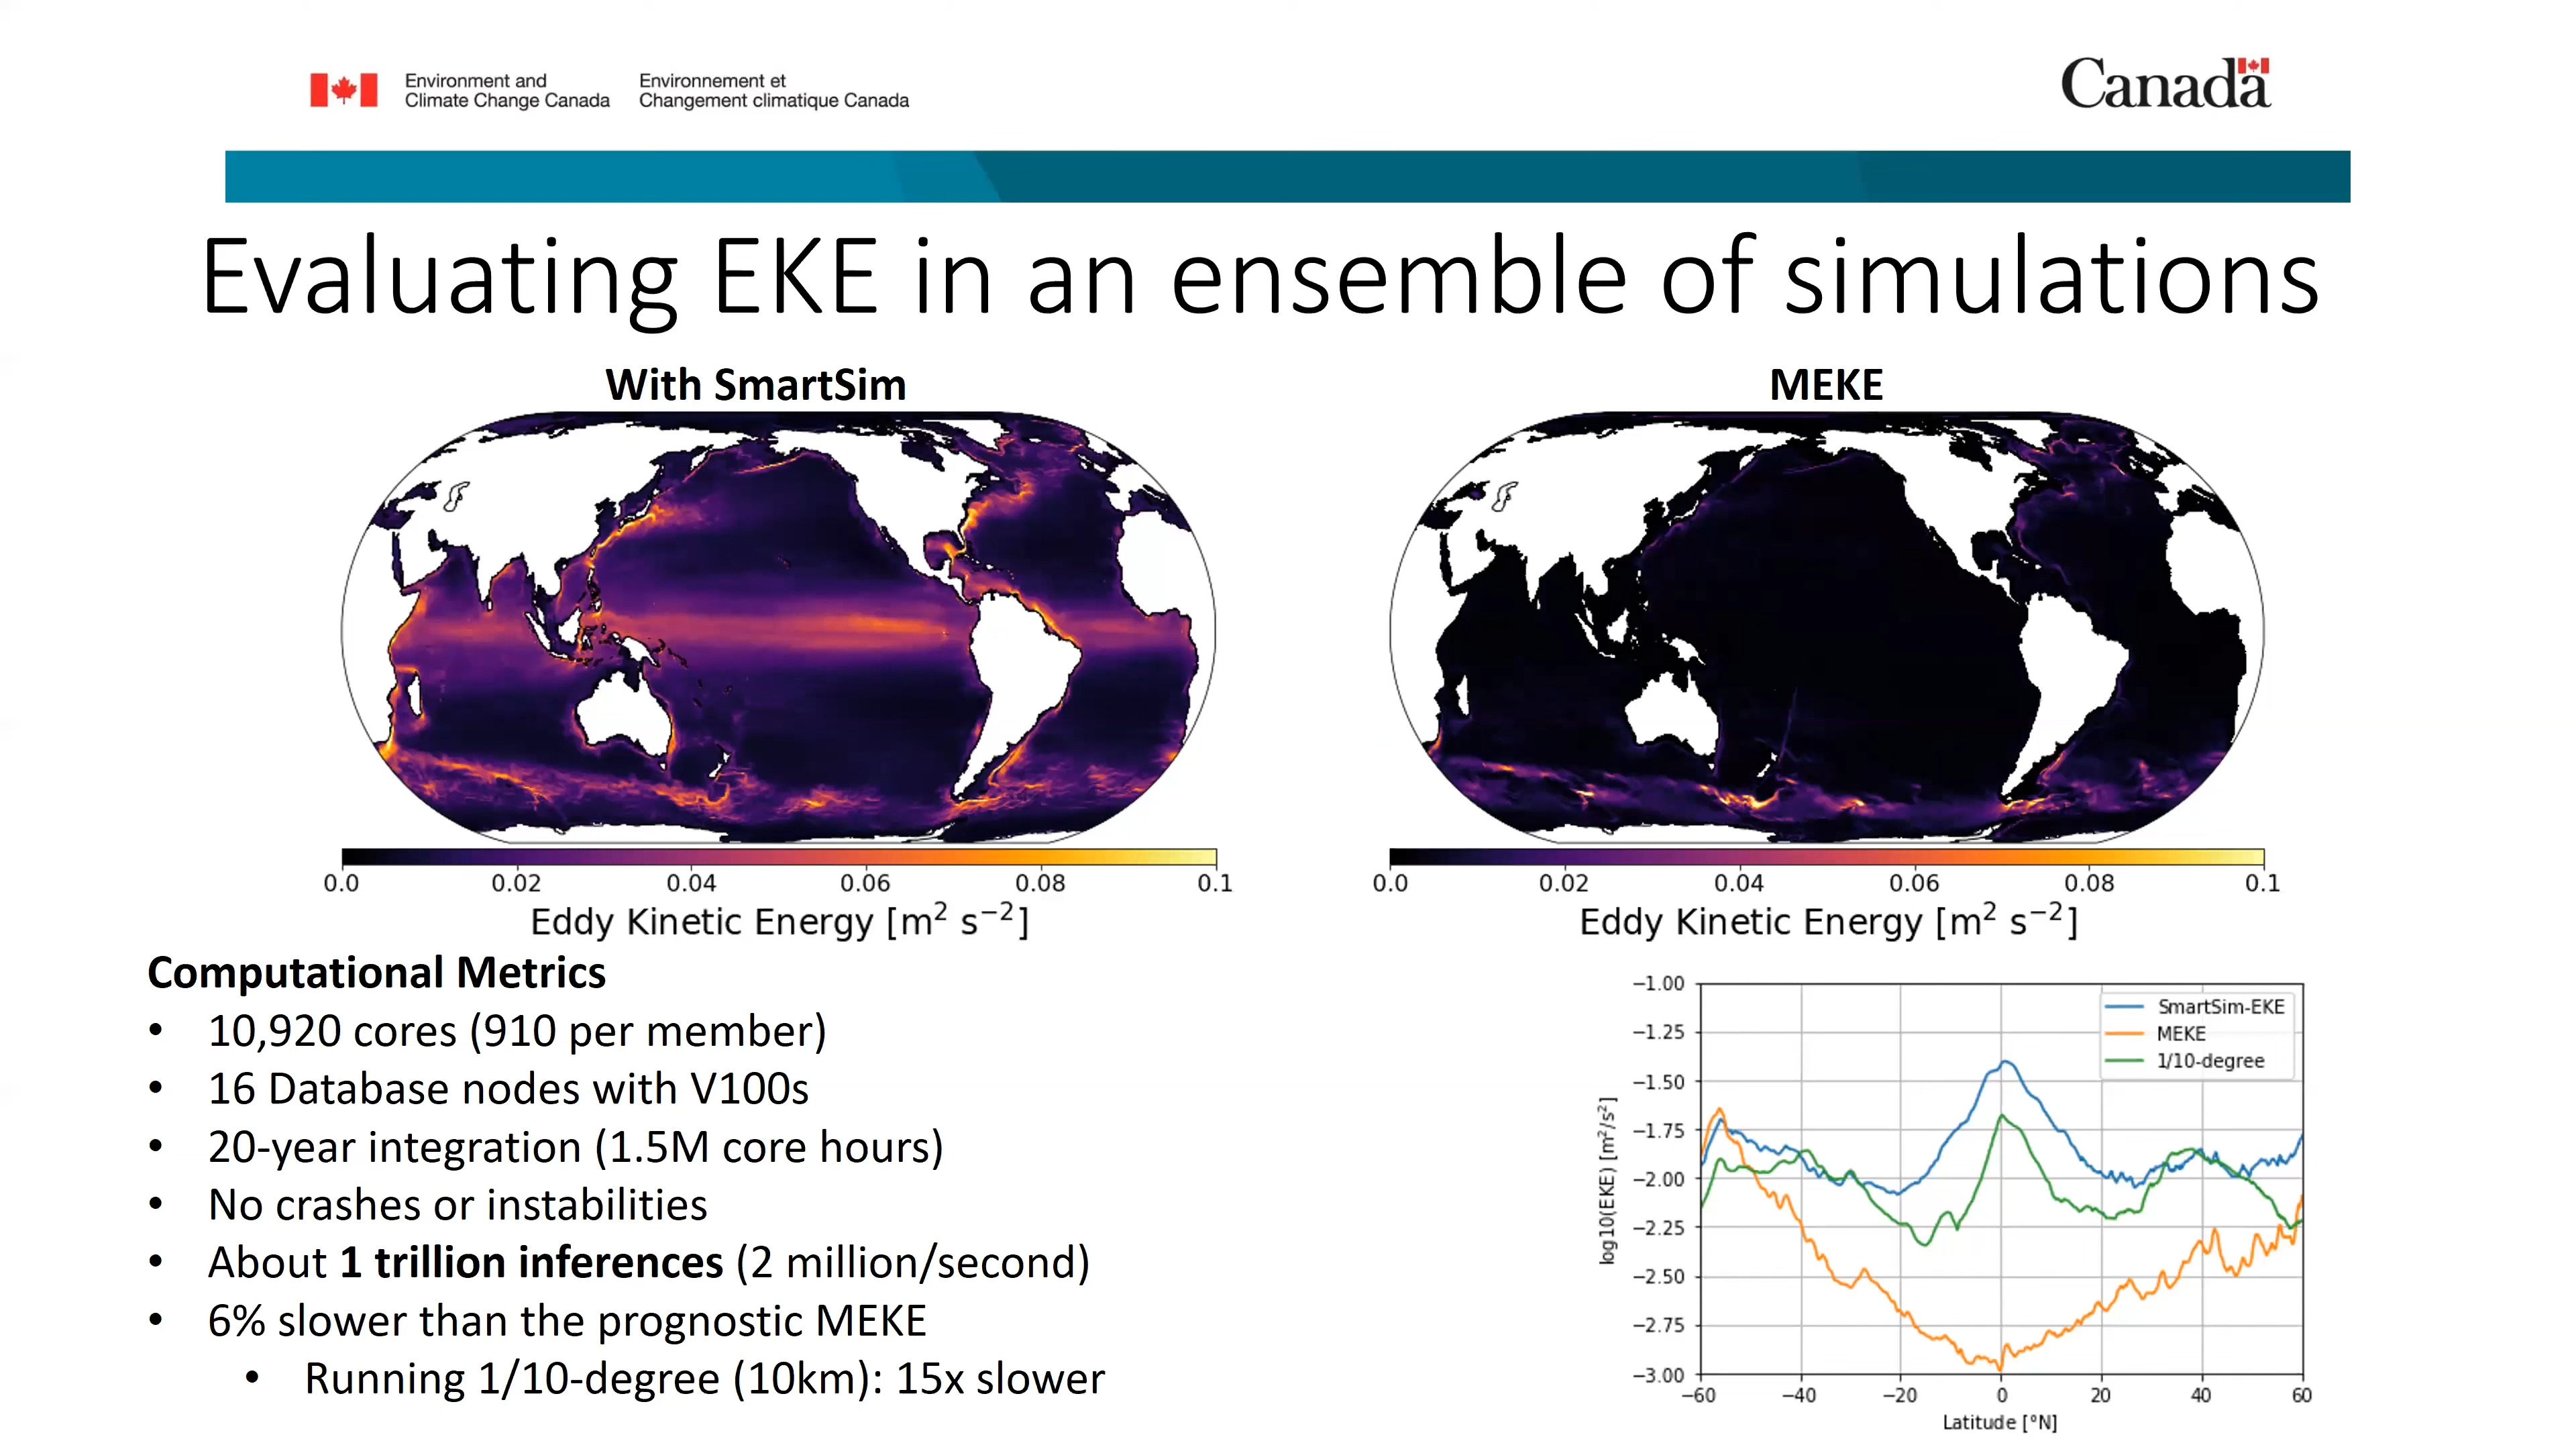 Environment and
Climate Change Canada
Environnement et
Changement climatique Canada
Canada
Evaluating EKE in an ensemble of simulations
With SmartSim
MEKE
0.0 0.02 0.04 0.06 0.08 0.1
Eddy Kinetic Energy [m² s⁻²]
0.0 0.02 0.04 0.06 0.08 0.1
Eddy Kinetic Energy [m² s⁻²]
Computational Metrics
• 10,920 cores (910 per member)
• 16 Database nodes with V100s
• 20-year integration (1.5M core hours)
• No crashes or instabilities
• About 1 trillion inferences (2 million/second)
• 6% slower than the prognostic MEKE
• Running 1/10-degree (10km): 15x slower
log10(EKE) [m²/s²]
−1.00
−1.25
−1.50
−1.75
−2.00
−2.25
−2.50
−2.75
−3.00
SmartSim-EKE
MEKE
1/10-degree
−60 −40 −20 0 20 40 60
Latitude [°N]